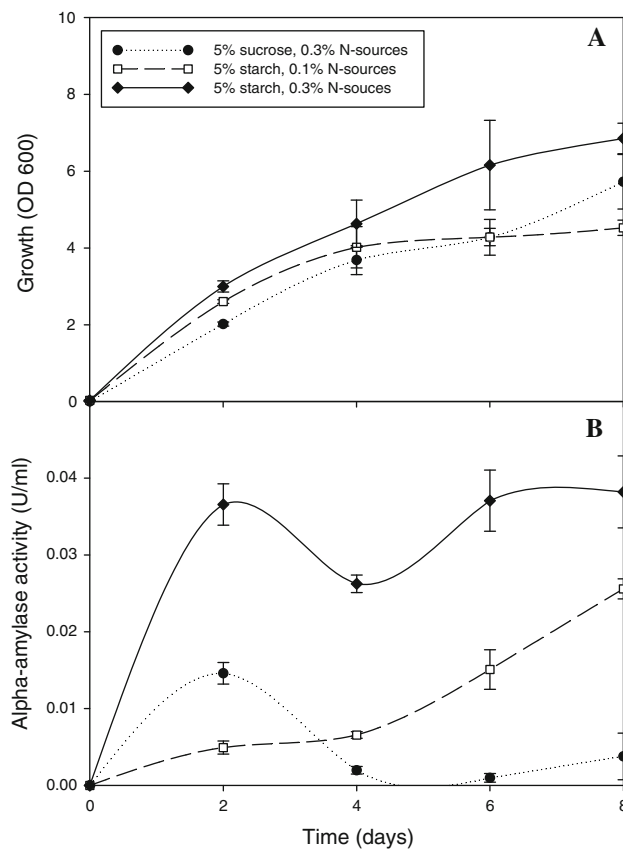 10
A
5% sucrose, 0.3% N-sources
5% starch, 0.1% N-sources
5% starch, 0.3% N-souces
8
6
4
2
0
Growth (OD 600)
B
0.04
0.03
0.02
0.01
0.00
Alpha-amylase activity (U/ml)
0 2 4 6 8
Time (days)